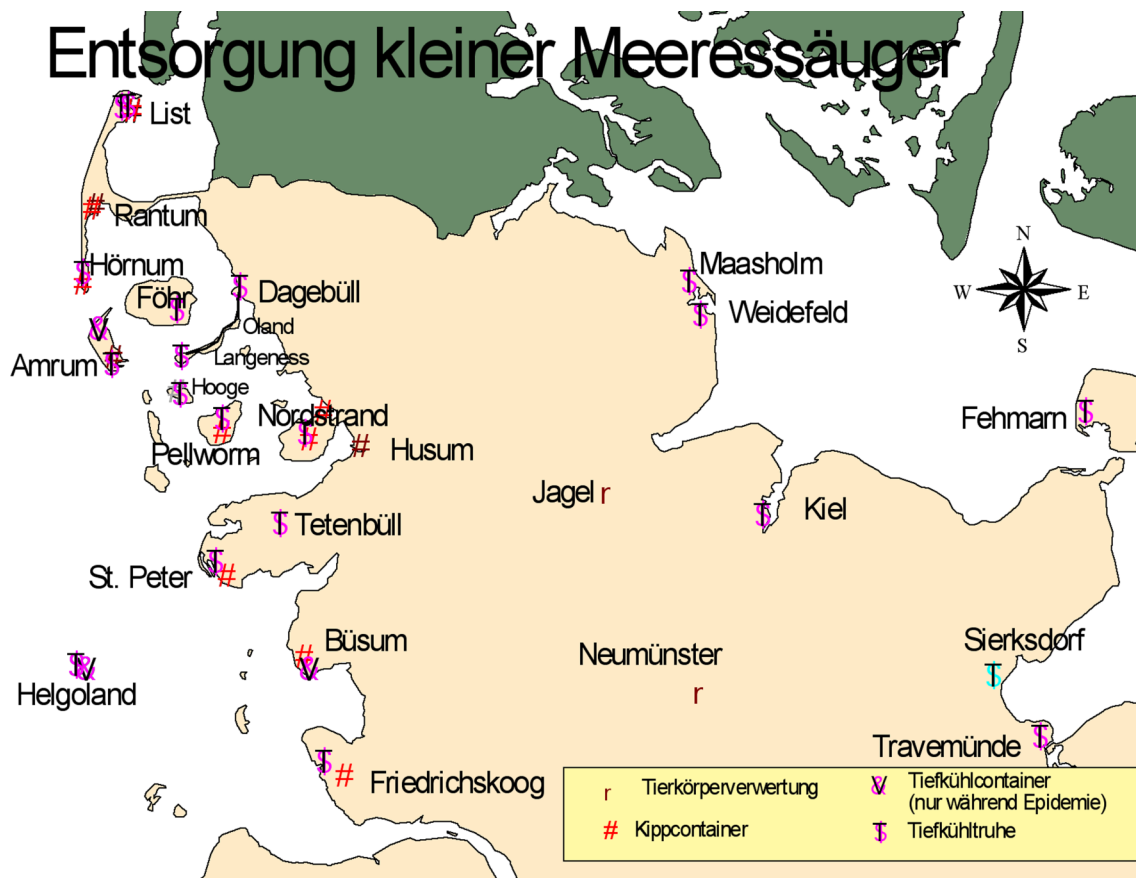 Entsorgung kleiner Meeressäuger
List
Rantum
Hörnum
Föhr
Dagebüll
Oland
Langeness
Amrum
Hooge
Nordstrand
Pellworm
Husum
Maasholm
Weidefeld
N
W
E
S
Fehmarn
Jagel r
Kiel
Tetenbüll
St. Peter
Büsum
Neumünster
r
Sierksdorf
Helgoland
Travemünde
Friedrichskoog
r Tierkörperverwertung
# Kippcontainer
Tiefkühlcontainer
(nur während Epidemie)
Tiefkühltruhe